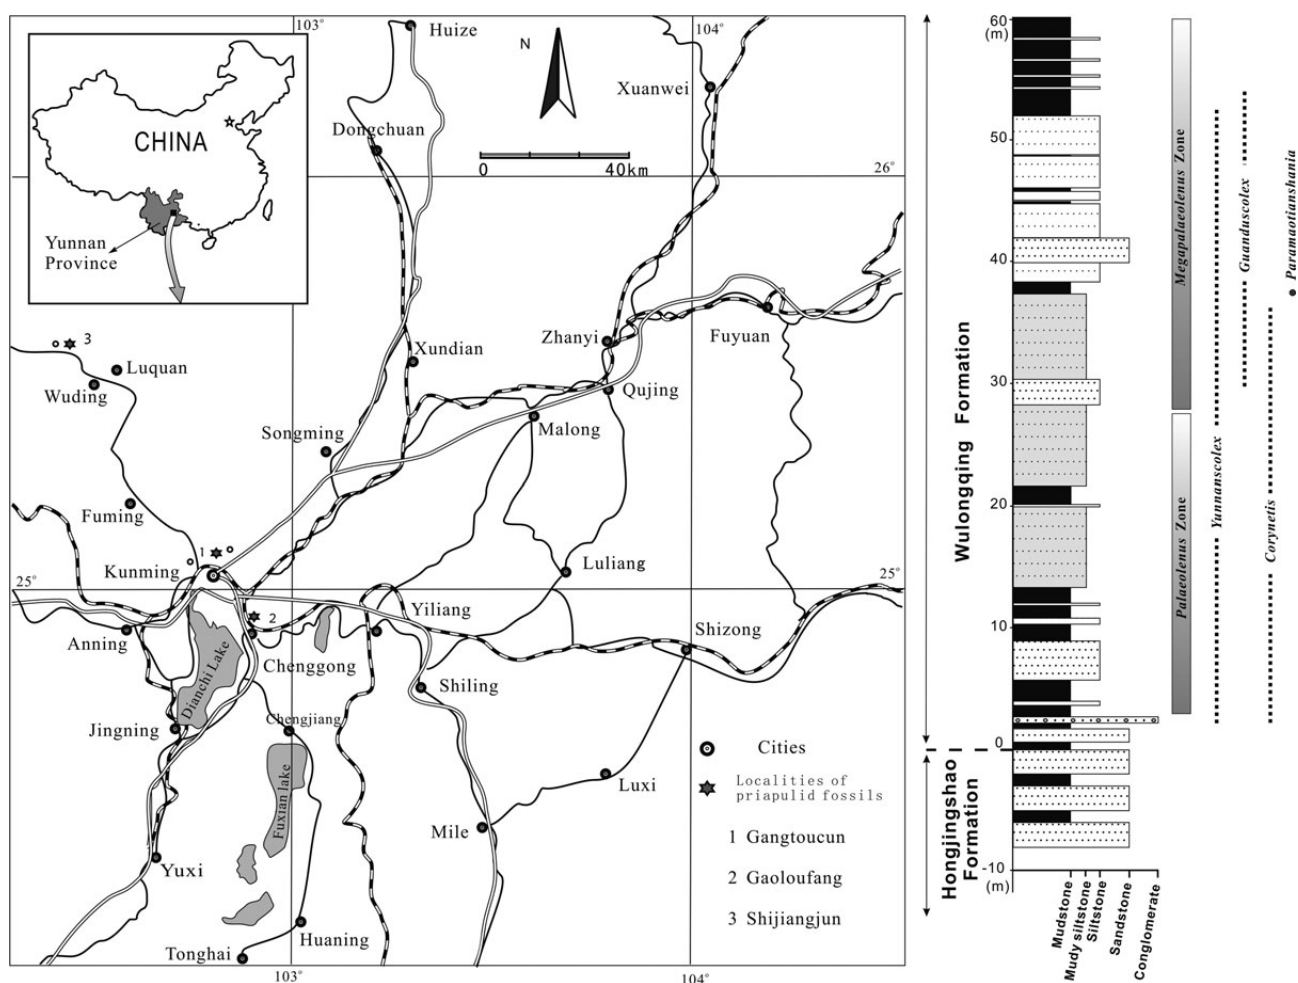 103°
104°
Huize
N
Xuanwei
CHINA
Dongchuan
0
40km
26°
Yunnan
Province
3
Luquan
Wuding
Xundian
Zhanyi
Fuyuan
Qujing
Malong
Songming
Fuming
1
Kunming
Luliang
25°
2
Yiliang
Anning
Chenggong
Shizong
Dianchi Lake
Shiling
Jingning
Chengjiang
Cities
Localities of
priapulid fossils
Luxi
Fuxian lake
Mile
1 Gangtoucun
2 Gaoloufang
3 Shijiangjun
Yuxi
Huaning
Tonghai
103°
104°
Wulongqing Formation
Hongjingshao
Formation
60
(m)
50
40
30
20
10
0
-10
(m)
Mudstone
Mudy siltstone
Siltstone
Sandstone
Conglomerate
Megapalaeolenus Zone
Palaeolenus Zone
Yunnanscolex
Guanduscolex
Corynetis
Paramaotianshania